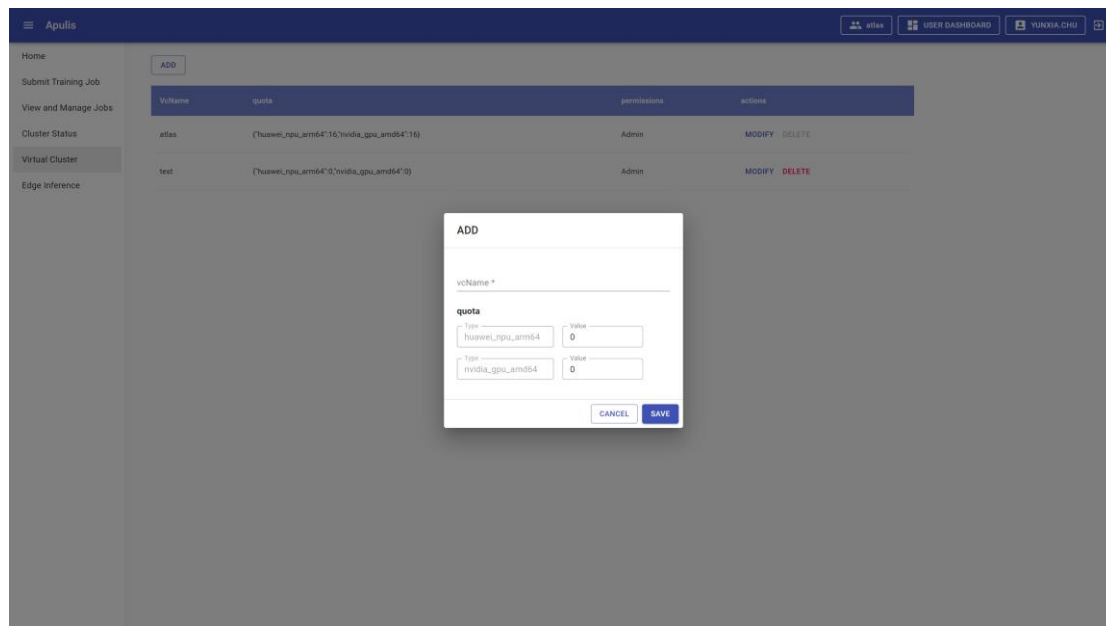 Apulis atlas USER DASHBOARD YUNXIA.CHU
Home
Submit Training Job
View and Manage Jobs
Cluster Status
Virtual Cluster
Edge Inference
ADD
VcName quota permissions actions
atlas {"huawei_npu_arm64":16,"nvidia_gpu_amd64":16} Admin MODIFY DELETE
test {"huawei_npu_arm64":0,"nvidia_gpu_amd64":0} Admin MODIFY DELETE
ADD
vcName *
quota
Type Value
huawei_npu_arm64 0
Type Value
nvidia_gpu_amd64 0
CANCEL SAVE